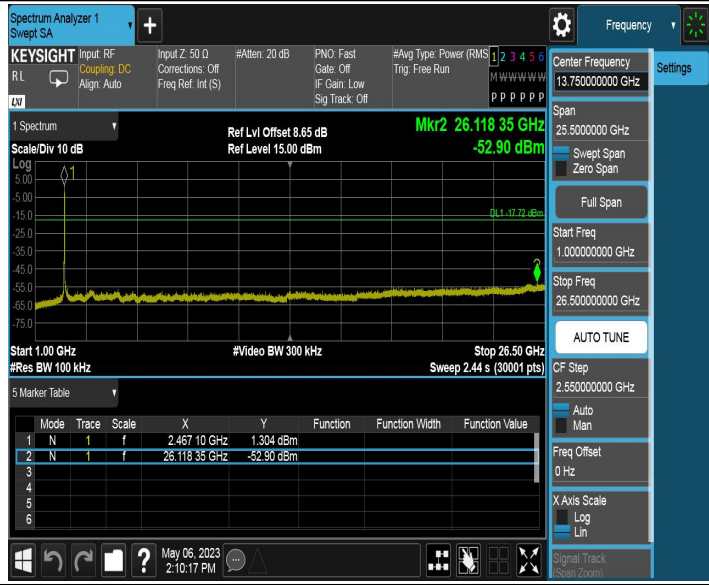 Spectrum Analyzer 1
Swept SA
+
Frequency
KEYSIGHT
RL
LXI
Input: RF
Coupling: DC
Align: Auto
Input Z: 50 Ω
Corrections: Off
Freq Ref: Int (S)
#Atten: 20 dB
PNO: Fast
Gate: Off
IF Gain: Low
Sig Track: Off
#Avg Type: Power (RMS
Trig: Free Run
1 2 3 4 5 6
M W W W W W
P P P P P P
1 Spectrum
Scale/Div 10 dB
Ref Lvl Offset 8.65 dB
Ref Level 15.00 dBm
Mkr2 26.118 35 GHz
-52.90 dBm
Log
5.00
-5.00
-15.0
-25.0
-35.0
-45.0
-55.0
-65.0
-75.0
1
DL1 -17.72 dBm
2
Start 1.00 GHz
#Res BW 100 kHz
#Video BW 300 kHz
Stop 26.50 GHz
Sweep 2.44 s (30001 pts)
5 Marker Table
Mode Trace Scale X Y Function Function Width Function Value
1 N 1 f 2.467 10 GHz 1.304 dBm
2 N 1 f 26.118 35 GHz -52.90 dBm
3
4
5
6
?
May 06, 2023
2:10:17 PM
Center Frequency
13.750000000 GHz
Span
25.5000000 GHz
Swept Span
Zero Span
Full Span
Start Freq
1.000000000 GHz
Stop Freq
26.500000000 GHz
AUTO TUNE
CF Step
2.550000000 GHz
Auto
Man
Freq Offset
0 Hz
X Axis Scale
Log
Lin
Signal Track
(Span Zoom)
Settings